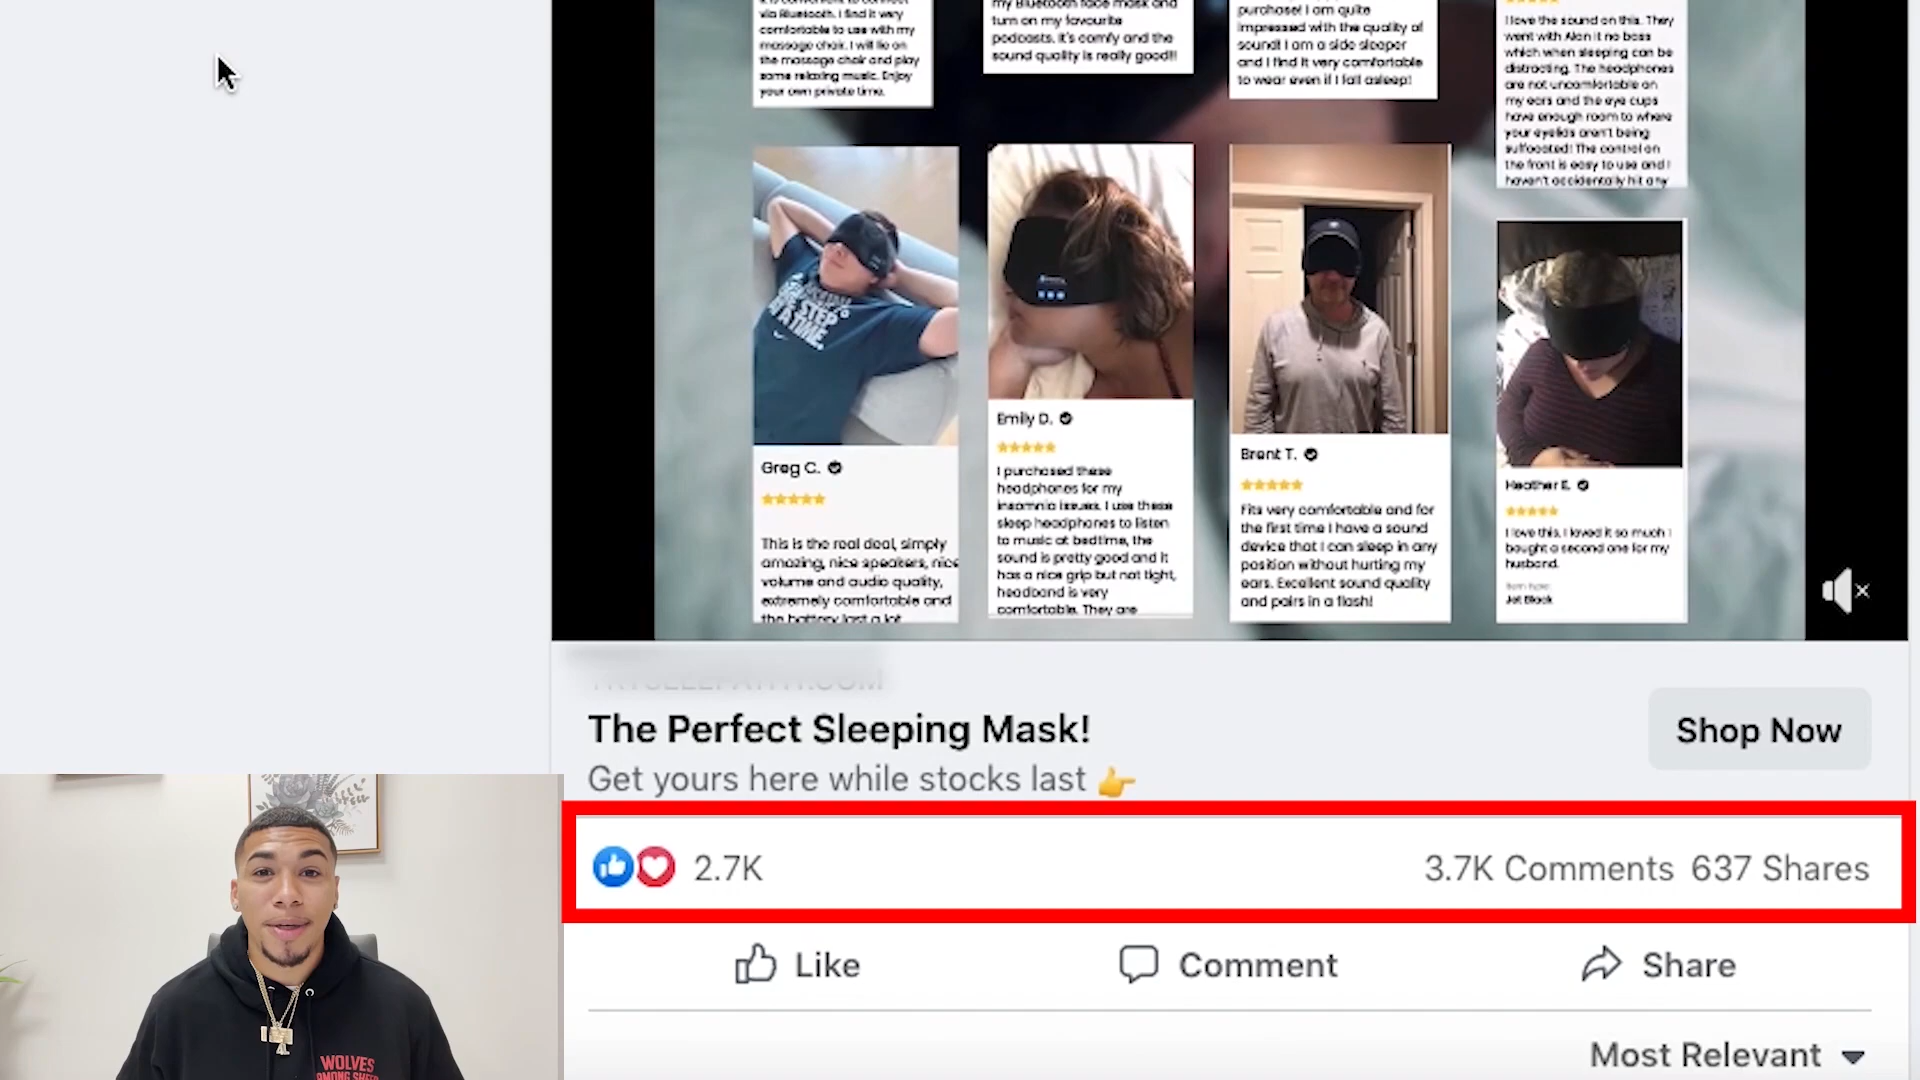 via Bluetooth. I find it very
comfortable to use with my
massage chair. I will lie on
the massage chair and play
some relaxing music. Enjoy
your own private time.
my Bluetooth face mask and
turn on my favourite
podcasts. It's comfy and the
sound quality is really good!!
purchase! I am quite
impressed with the quality of
sound! I am a side sleeper
and I find it very comfortable
to wear even if I fall asleep!
I love the sound on this. They
went with Alan it no bass
which when sleeping can be
distracting. The headphones
are not uncomfortable on
my ears and the eye cups
have enough room to where
your eyelids aren't being
suffocated! The control on
the front is easy to use and I
haven't accidentally hit any
Greg C.
This is the real deal, simply
amazing, nice speakers, nice
volume and audio quality,
extremely comfortable and
the battery last a lot
Emily D.
I purchased these
headphones for my
insomnia issues. I use these
sleep headphones to listen
to music at bedtime, the
sound is pretty good and it
has a nice grip but not tight,
headband is very
comfortable. They are
Brent T.
Fits very comfortable and for
the first time I have a sound
device that I can sleep in any
position without hurting my
ears. Excellent sound quality
and pairs in a flash!
Heather E.
I love this. I loved it so much I
bought a second one for my
husband.
Jet Black
STEP
The Perfect Sleeping Mask!
Get yours here while stocks last 👉
Shop Now
2.7K
3.7K Comments 637 Shares
Like
Comment
Share
Most Relevant
WOLVES
AMONG SHEEP